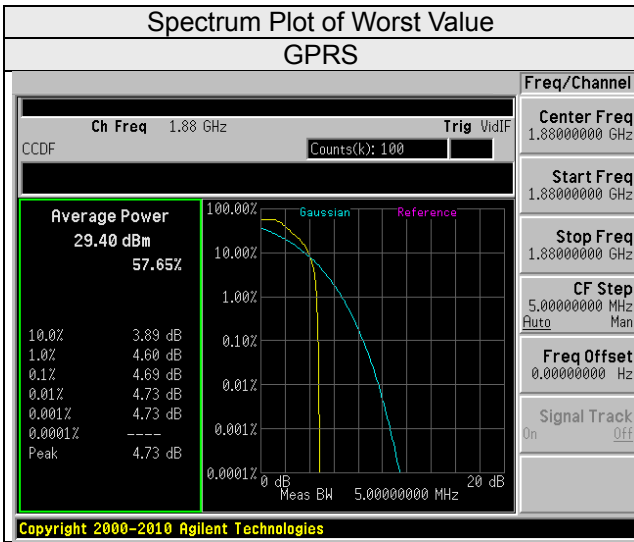 Spectrum Plot of Worst Value
GPRS
Freq/Channel
Ch Freq 1.88 GHz Trig VidIF
CCDF Counts(k): 100
Center Freq
1.88000000 GHz
Start Freq
1.88000000 GHz
Stop Freq
1.88000000 GHz
CF Step
5.00000000 MHz
Auto Man
Freq Offset
0.00000000 Hz
Signal Track
On Off
Average Power
29.40 dBm
57.65%
10.0% 3.89 dB
1.0% 4.60 dB
0.1% 4.69 dB
0.01% 4.73 dB
0.001% 4.73 dB
0.0001% ----
Peak 4.73 dB
Gaussian Reference
100.00%
10.00%
1.00%
0.10%
0.01%
0.001%
0.0001%
0 dB 20 dB
Meas BW 5.00000000 MHz
Copyright 2000-2010 Agilent Technologies